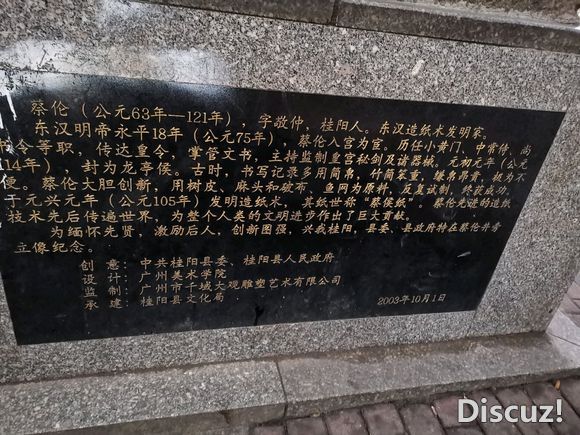 蔡伦（公元63年—121年），字敬仲，桂阳人。东汉造纸术发明家。
东汉明帝永平18年（公元75年），蔡伦入宫为宦。历任小黄门、中常侍、尚
令等职，传达皇令，掌管文书，主持监制宫秘剑及诸器械。元初元年（公元
14年），封为龙亭侯。古时，书写记录多用简帛，竹简笨重，缣帛昂贵，极为不
便。蔡伦大胆创新，用树皮、麻头和破布、鱼网为原料，反复试制，终获成功，
于元兴元年（公元105年）发明造纸术，其纸世称“蔡侯纸”。蔡伦先进的造纸
技术先后传遍世界，为整个人类的文明进步作出了巨大贡献。
为缅怀先贤，激励后人，创新图强，兴我桂阳，县委、县政府特在蔡伦井旁
立像纪念。
创意：中共桂阳县委、桂阳县人民政府
设计：广州美术学院
监制：广州市千域大观雕塑艺术有限公司
承建：桂阳县文化局
2003年10月1日
Discuz!